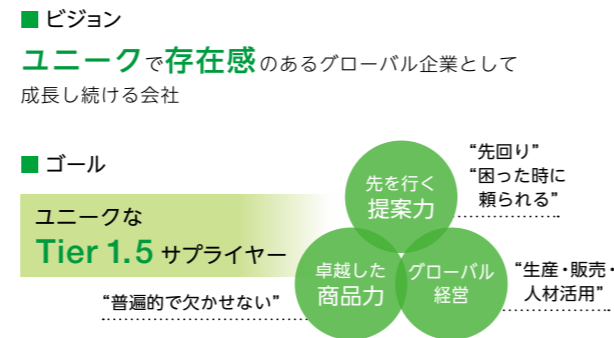 ■ ビジョン
ユニークで存在感のあるグローバル企業として
成長し続ける会社
■ ゴール
ユニークな
Tier 1.5 サプライヤー
先を行く
提案力
“先回り”
“困った時に
頼られる”
卓越した
商品力
“普遍的で欠かせない”
グローバル
経営
“生産・販売・
人材活用”